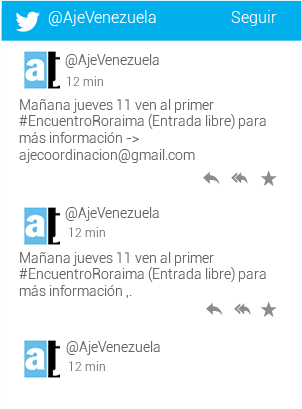 @AjeVenezuela Seguir
@AjeVenezuela
12 min
Mañana jueves 11 ven al primer
#EncuentroRoraima (Entrada libre) para
más información ->
ajecoordinacion@gmail.com
@AjeVenezuela
12 min
Mañana jueves 11 ven al primer
#EncuentroRoraima (Entrada libre) para
más información ,.
@AjeVenezuela
12 min